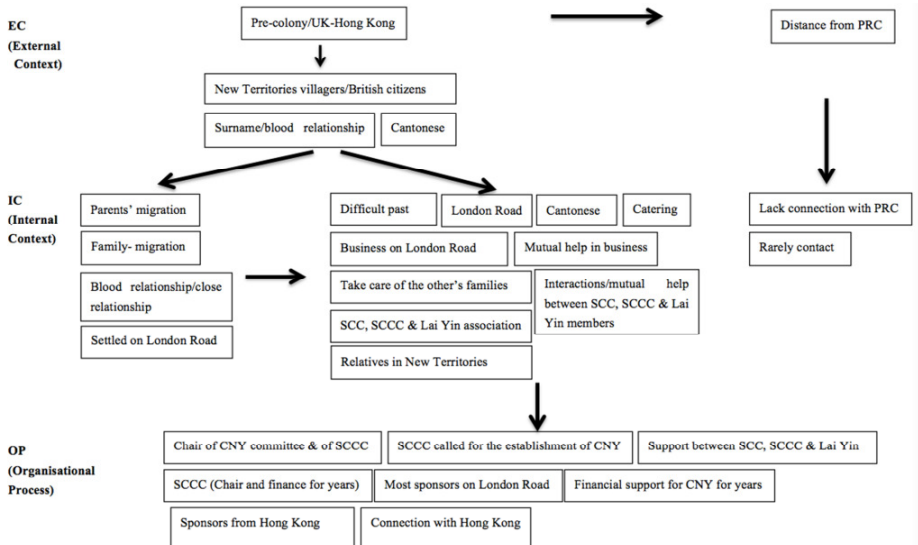 EC
(External
Context)
Pre-colony/UK-Hong Kong
Distance from PRC
New Territories villagers/British citizens
Surname/blood relationship
Cantonese
IC
(Internal
Context)
Parents' migration
Family- migration
Blood relationship/close
relationship
Settled on London Road
Difficult past
London Road
Cantonese
Catering
Business on London Road
Mutual help in business
Take care of the other's families
Interactions/mutual help
between SCC, SCCC & Lai
Yin members
SCC, SCCC & Lai Yin association
Relatives in New Territories
Lack connection with PRC
Rarely contact
OP
(Organisational
Process)
Chair of CNY committee & of SCCC
SCCC called for the establishment of CNY
Support between SCC, SCCC & Lai Yin
SCCC (Chair and finance for years)
Most sponsors on London Road
Financial support for CNY for years
Sponsors from Hong Kong
Connection with Hong Kong